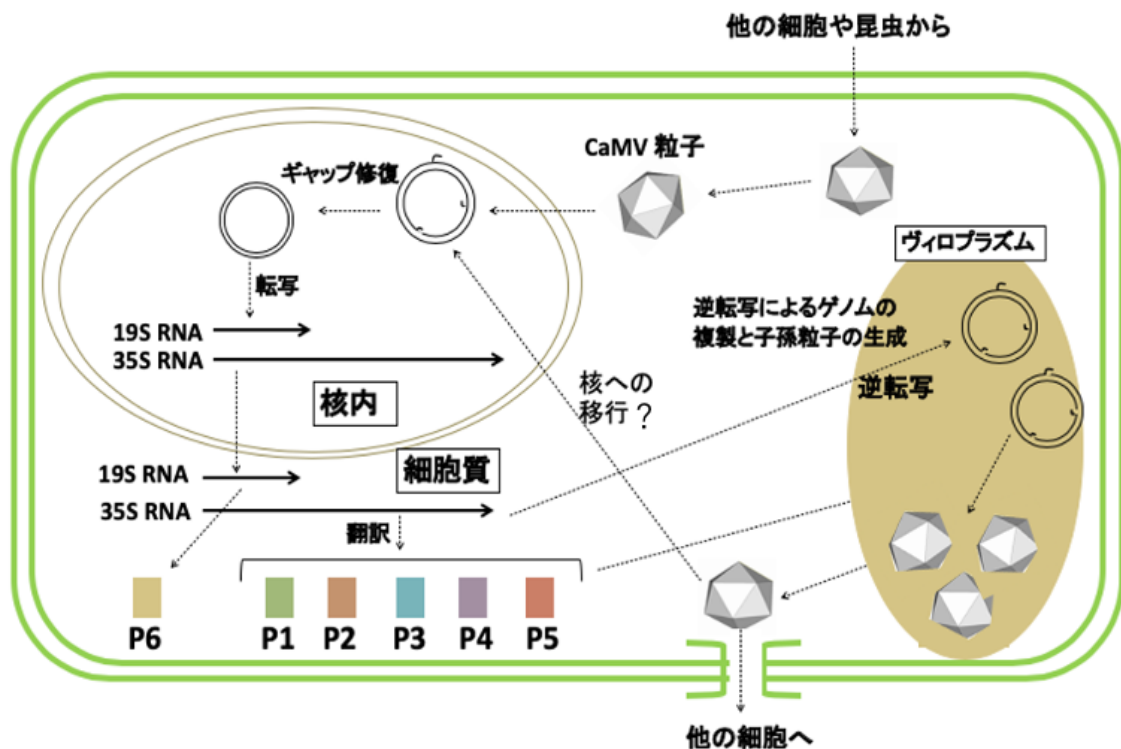 他の細胞や昆虫から
CaMV 粒子
ギャップ修復
ヴィロプラズム
転写
逆転写によるゲノムの
複製と子孫粒子の生成
19S RNA
35S RNA
逆転写
核への
移行？
核内
細胞質
19S RNA
35S RNA
翻訳
P6
P1
P2
P3
P4
P5
他の細胞へ